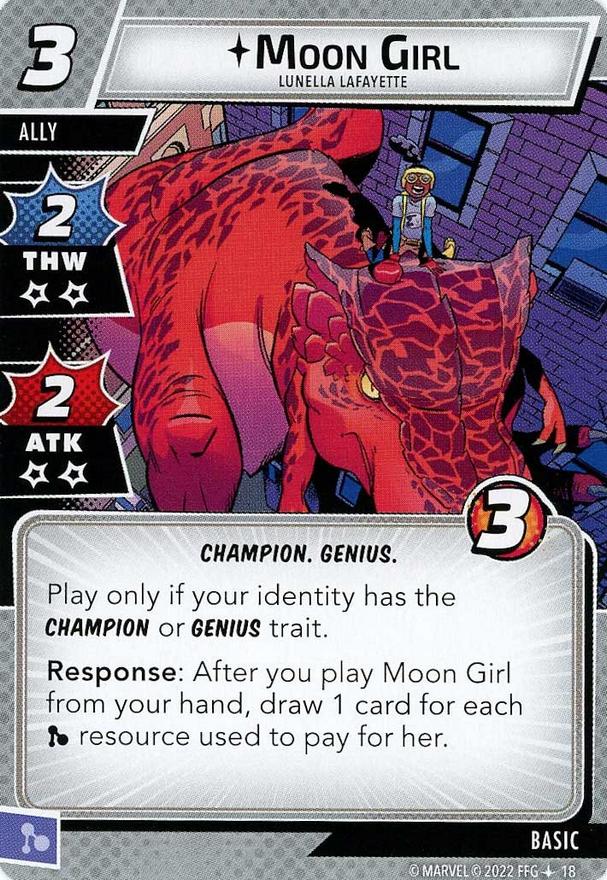 3
MOON GIRL
LUNELLA LAFAYETTE
ALLY
2
THW
2
ATK
3
CHAMPION. GENIUS.
Play only if your identity has the
CHAMPION or GENIUS trait.
Response: After you play Moon Girl
from your hand, draw 1 card for each
resource used to pay for her.
BASIC
© MARVEL © 2022 FFG 18